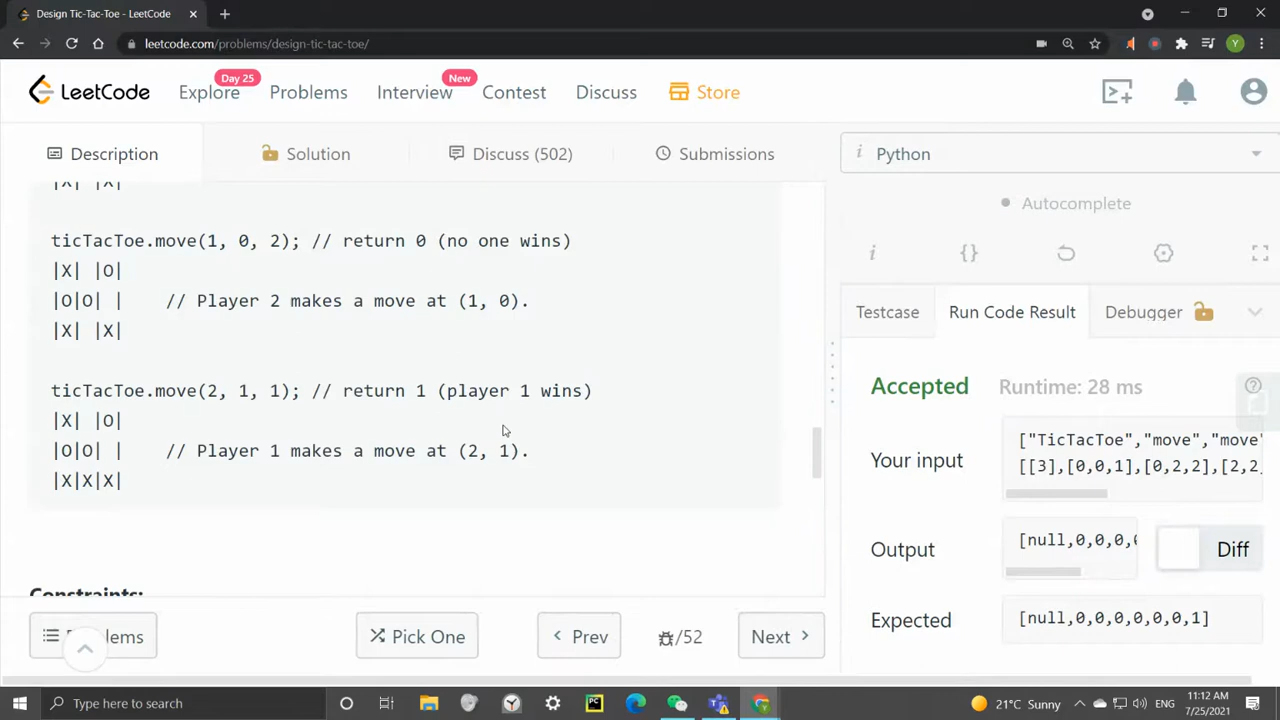 Design Tic-Tac-Toe - LeetCode
leetcode.com/problems/design-tic-tac-toe/
Y
LeetCode
Explore
Day 25
Problems
Interview
New
Contest
Discuss
Store
Description
Solution
Discuss (502)
Submissions
i Python
|X| |X|
ticTacToe.move(1, 0, 2); // return 0 (no one wins)
|X| |O|
|O|O| | // Player 2 makes a move at (1, 0).
|X| |X|
ticTacToe.move(2, 1, 1); // return 1 (player 1 wins)
|X| |O|
|O|O| | // Player 1 makes a move at (2, 1).
|X|X|X|
Constraints:
Autocomplete
i {}
Testcase
Run Code Result
Debugger
Accepted
Runtime: 28 ms
Your input
["TicTacToe","move","move"
[[3],[0,0,1],[0,2,2],[2,2,
Output
[null,0,0,0,0
Diff
Expected
[null,0,0,0,0,0,0,1]
Pick One
Prev
/52
Next
Type here to search
21°C Sunny
ENG
11:12 AM
7/25/2021